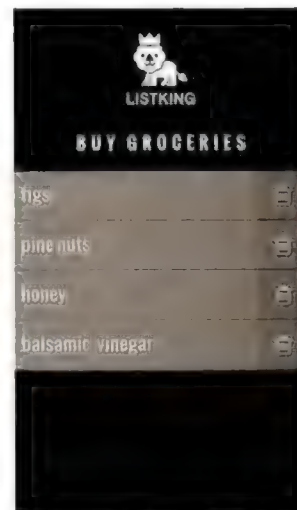 LISTKING
BUY GROCERIES
figs
pine nuts
honey
balsamic vinegar